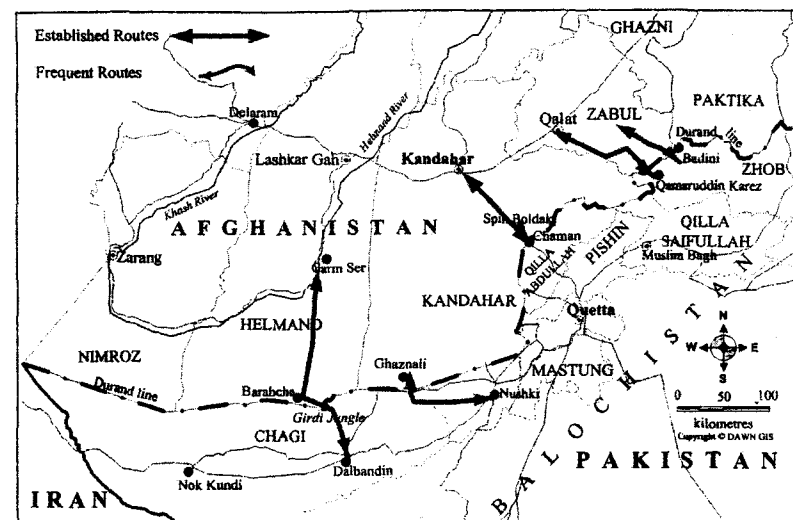 Established Routes
Frequent Routes
GHAZNI
PAKTIKA
Delaram
Helmand River
Qalat
ZABUL
Durand line
Badini
Lashkar Gah
Kandahar
ZHOB
Qamaruddin Karez
Khash River
AFGHANISTAN
Spin Boldak
Chaman
QILLA SAIFULLAH
Muslim Bagh
PISHIN
QILLA ABDULLAH
Zarang
Garm Ser
KANDAHAR
HELMAND
Quetta
BALOCHISTAN
N
W E
S
NIMROZ
Durand line
Ghaznali
MASTUNG
Barabcha
Nushki
Girdi Jungle
0 50 100
kilometres
Copyright © DAWN GIS
CHAGI
Dalbandin
Nok Kundi
PAKISTAN
IRAN